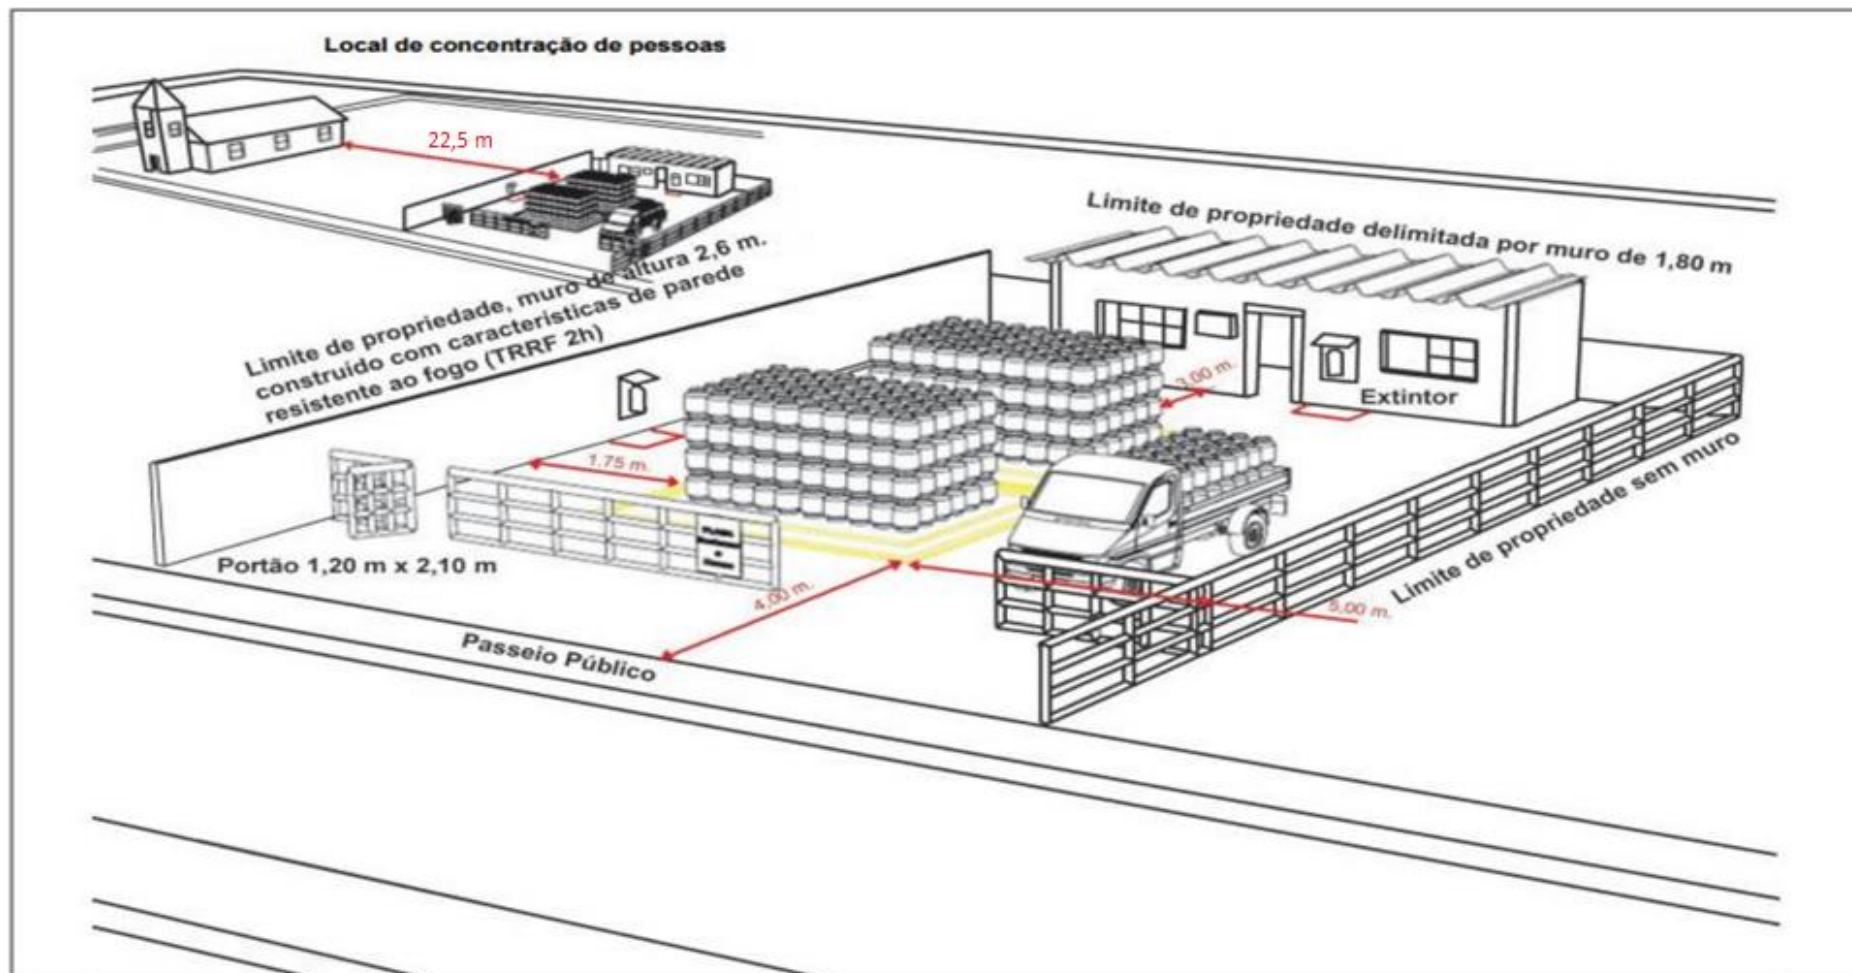 Local de concentração de pessoas
22,5 m
Limite de propriedade delimitada por muro de 1,80 m
Limite de propriedade, muro de altura 2,6 m.
construído com características de parede
resistente ao fogo (TRRF 2h)
3,00 m.
Extintor
1.75 m.
Limite de propriedade sem muro
Portão 1,20 m x 2,10 m
4,00 m.
5,00 m.
Passeio Público